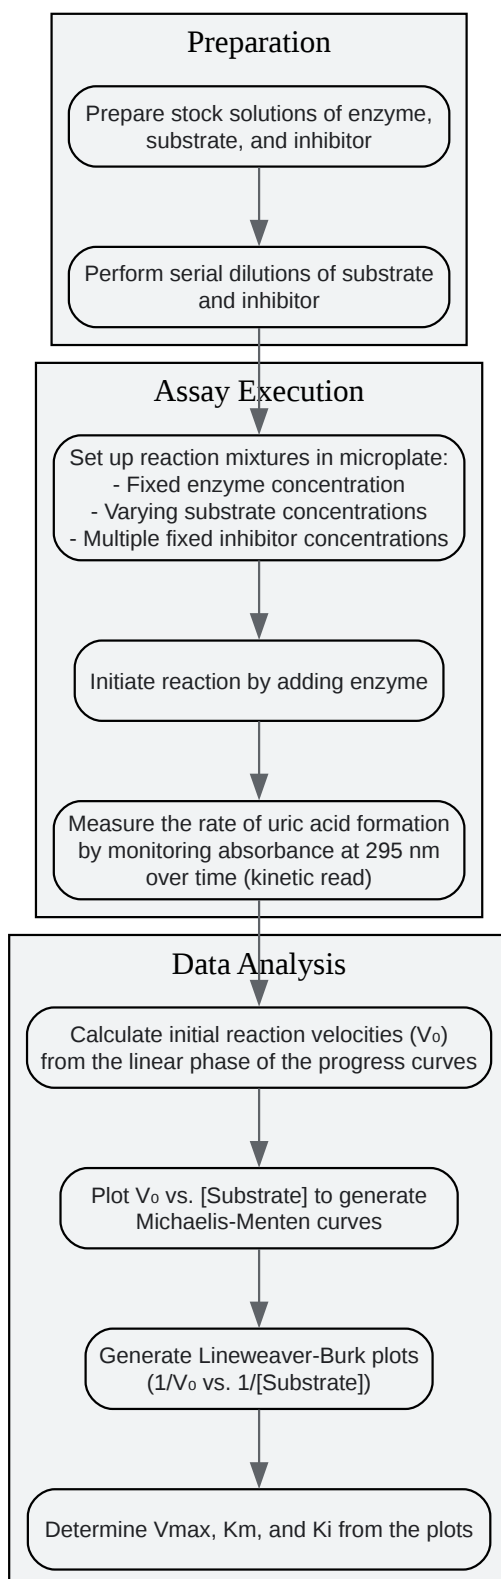 Preparation
Prepare stock solutions of enzyme,
substrate, and inhibitor
Perform serial dilutions of substrate
and inhibitor
Assay Execution
Set up reaction mixtures in microplate:
- Fixed enzyme concentration
- Varying substrate concentrations
- Multiple fixed inhibitor concentrations
Initiate reaction by adding enzyme
Measure the rate of uric acid formation
by monitoring absorbance at 295 nm
over time (kinetic read)
Data Analysis
Calculate initial reaction velocities (V₀)
from the linear phase of the progress curves
Plot V₀ vs. [Substrate] to generate
Michaelis-Menten curves
Generate Lineweaver-Burk plots
(1/V₀ vs. 1/[Substrate])
Determine Vmax, Km, and Ki from the plots